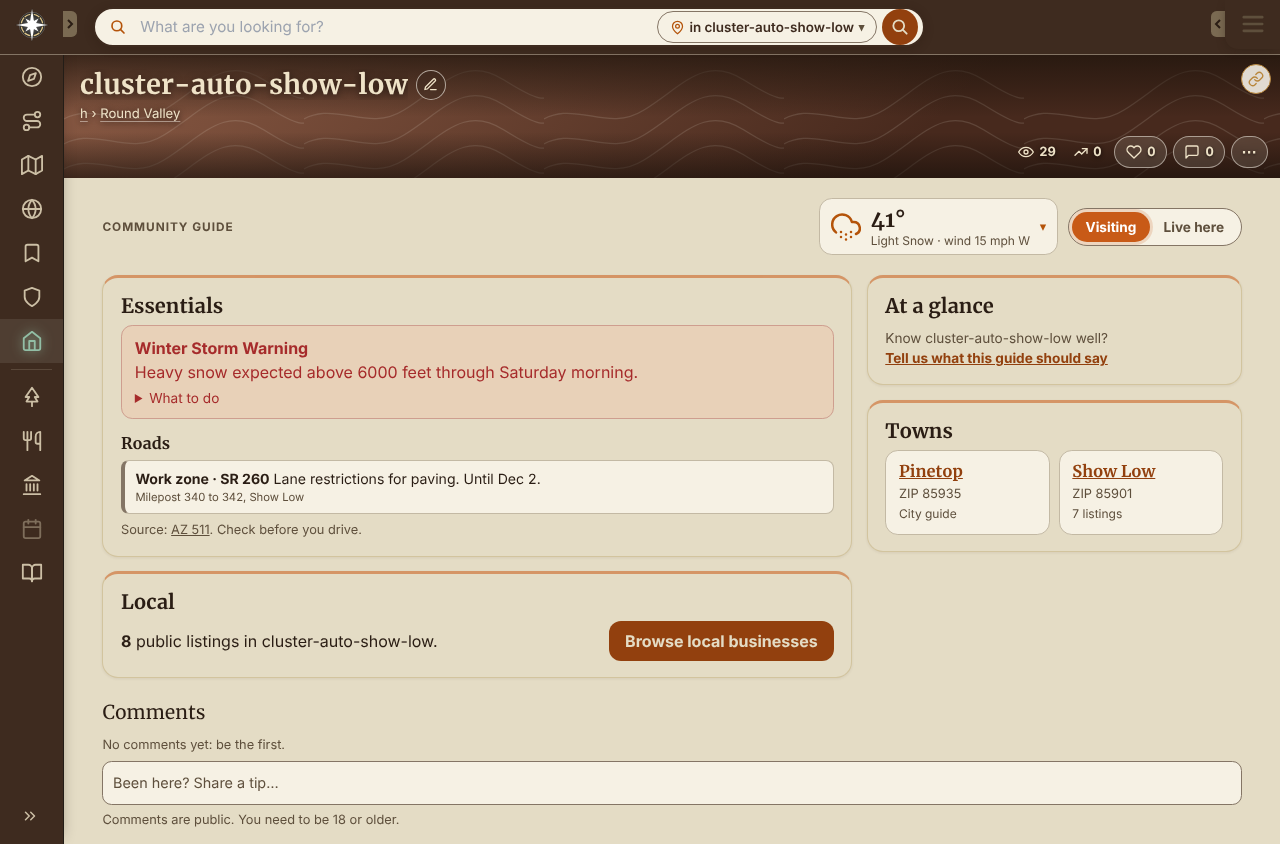 What are you looking for?
in cluster-auto-show-low ▾
cluster-auto-show-low
h › Round Valley
29
0
0
0
COMMUNITY GUIDE
41°
Light Snow · wind 15 mph W
Visiting
Live here
Essentials
Winter Storm Warning
Heavy snow expected above 6000 feet through Saturday morning.
What to do
Roads
Work zone · SR 260 Lane restrictions for paving. Until Dec 2.
Milepost 340 to 342, Show Low
Source: AZ 511. Check before you drive.
At a glance
Know cluster-auto-show-low well?
Tell us what this guide should say
Towns
Pinetop
ZIP 85935
City guide
Show Low
ZIP 85901
7 listings
Local
8 public listings in cluster-auto-show-low.
Browse local businesses
Comments
No comments yet: be the first.
Been here? Share a tip...
Comments are public. You need to be 18 or older.